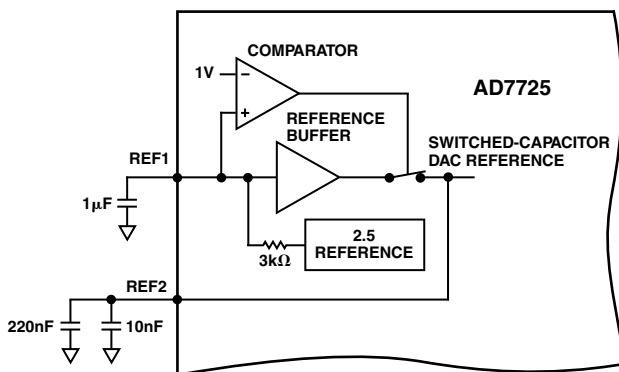 COMPARATOR
1V
−
+
AD7725
REFERENCE
BUFFER
SWITCHED-CAPACITOR
DAC REFERENCE
REF1
1μF
2.5
REFERENCE
3kΩ
REF2
220nF
10nF